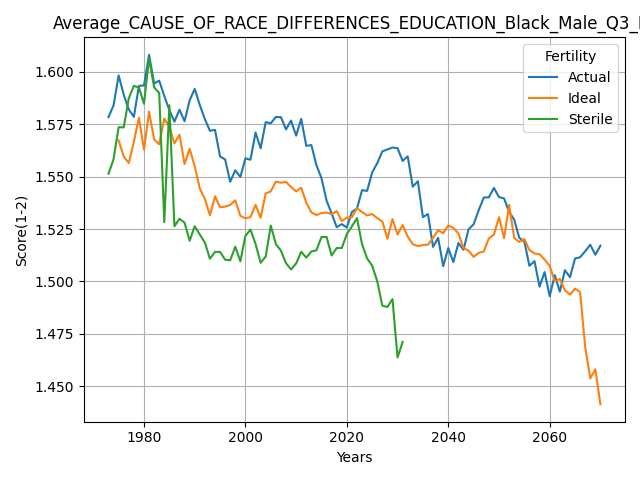 Average_CAUSE_OF_RACE_DIFFERENCES_EDUCATION_Black_Male_Q3_
Fertility
Actual
Ideal
Sterile
Score(1-2)
1.600
1.575
1.550
1.525
1.500
1.475
1.450
1980
2000
2020
2040
2060
Years